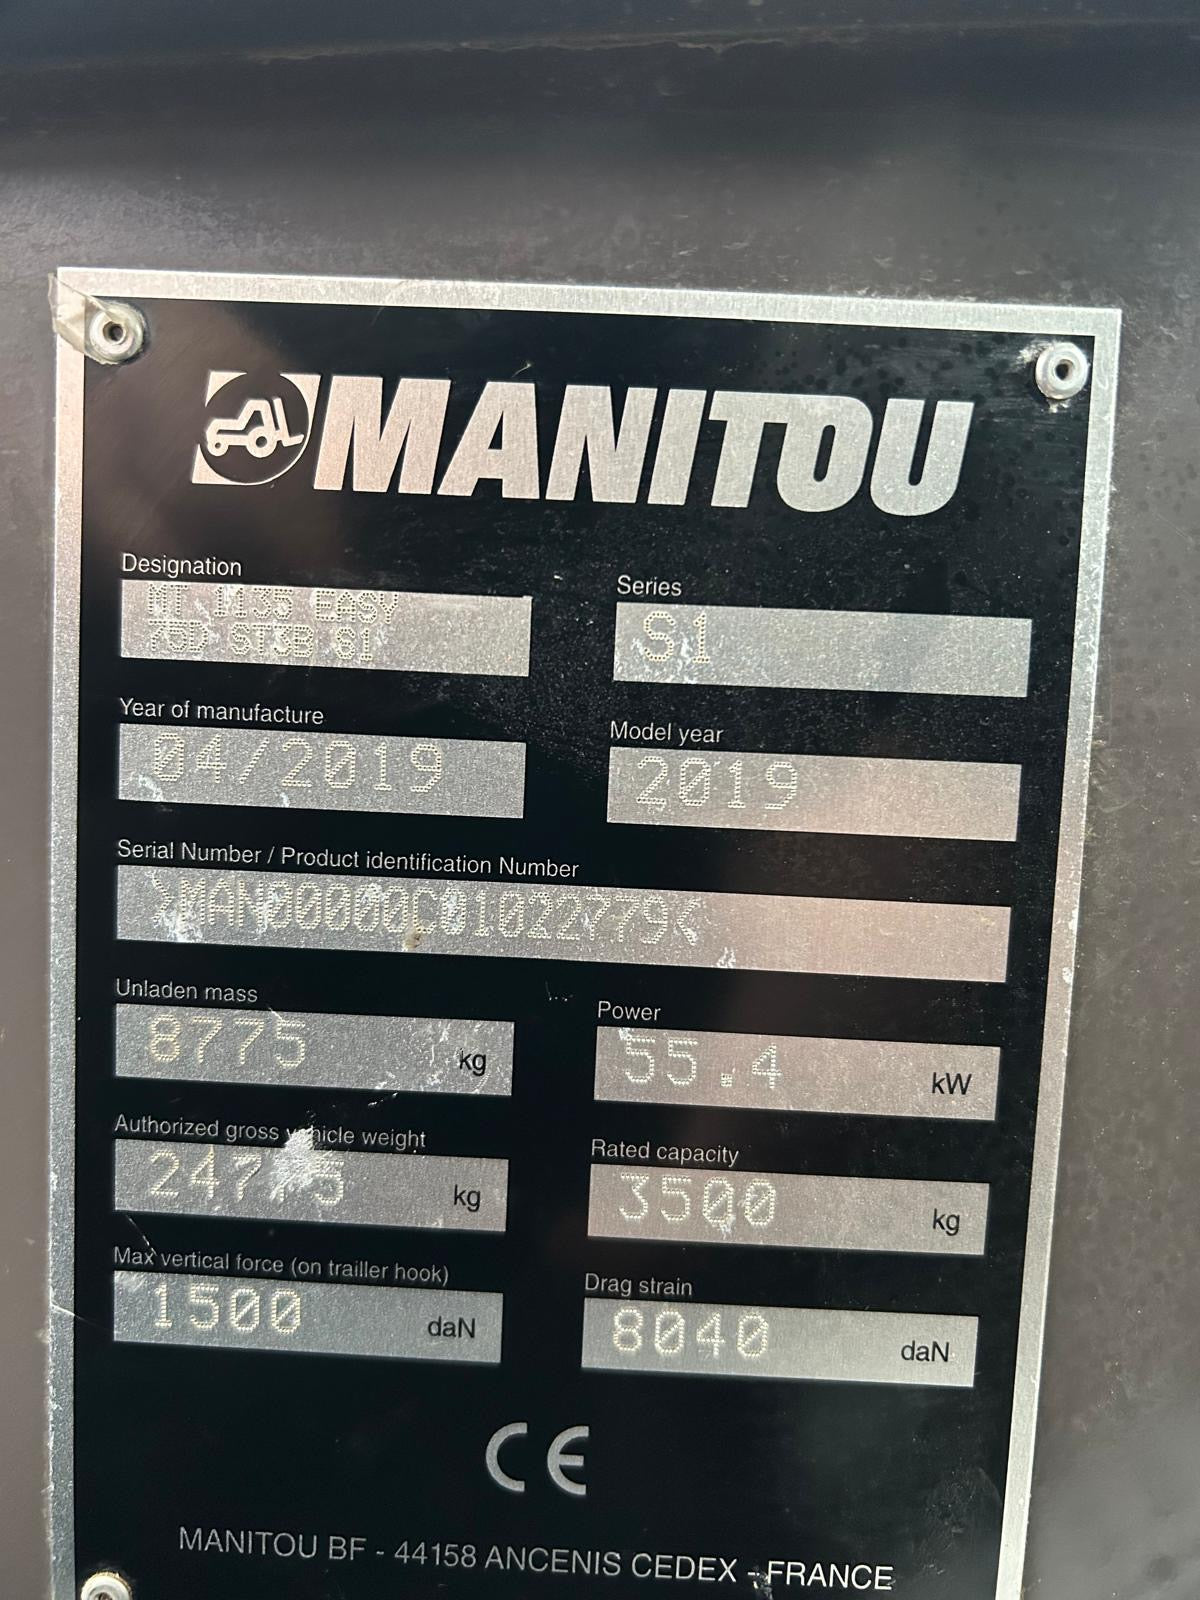 MANITOU
Designation
MT 1135 EASY
75D ST3B S1
Series
S1
Year of manufacture
04/2019
Model year
2019
Serial Number / Product identification Number
>MAN00000C01022779<
Unladen mass
8775 kg
Power
55.4 kW
Authorized gross vehicle weight
kg
Rated capacity
3500 kg
Max vertical force (on trailler hook)
1500 daN
Drag strain
8040 daN
CE
MANITOU BF - 44158 ANCENIS CEDEX - FRANCE